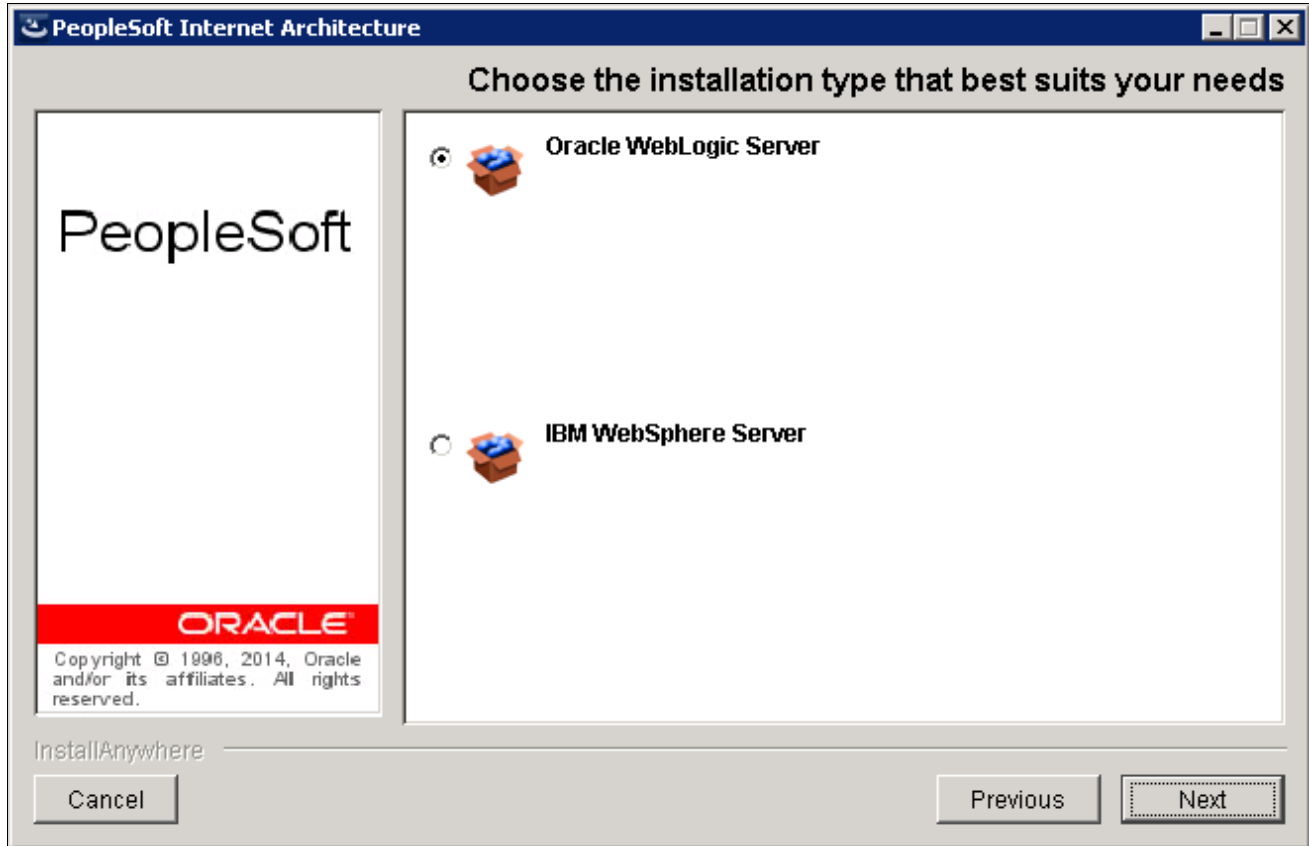 PeopleSoft Internet Architecture
Choose the installation type that best suits your needs
PeopleSoft
ORACLE
Copyright © 1996, 2014, Oracle
and/or its affiliates. All rights
reserved.
Oracle WebLogic Server
IBM WebSphere Server
InstallAnywhere
Cancel
Previous
Next